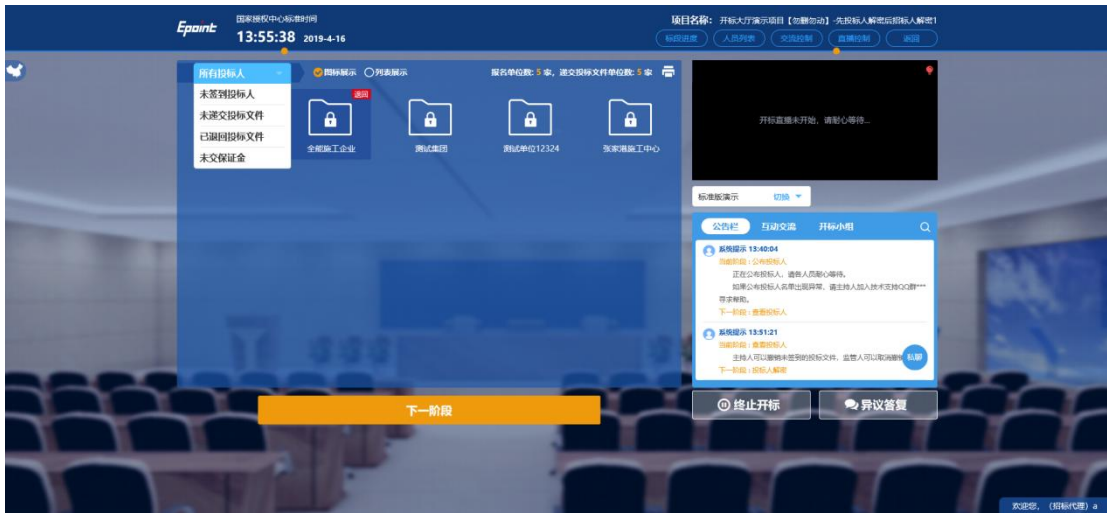 Epoint
国家授权中心标准时间
13:55:38 2019-4-16
项目名称: 开标大厅演示项目【勿删勿动】-先投标人解密后招标人解密1
标段进度 人员列表 交流控制 直播控制 返回
所有投标人
图标展示 列表展示
报名单位数: 5 家, 递交投标文件单位数: 5 家
未签到投标人
未递交投标文件
已退回投标文件
未交保证金
退回
全能施工企业 测试集团 测试单位12324 张家港施工中心
开标直播未开始, 请耐心等待...
标准版演示 切换
公告栏 互动交流 开标小组
系统提示 13:40:04
当前阶段 : 公布投标人
正在公布投标人, 请各人员耐心等待。
如果公布投标人名单出现异常, 请主持人加入技术支持QQ群***
寻求帮助。
下一阶段 : 查看投标人
系统提示 13:51:21
当前阶段 : 查看投标人
主持人可以撤销未签到的投标文件, 监管人可以取消撤
私聊
下一阶段 : 投标人解密
下一阶段
终止开标 异议答复
欢迎您, (招标代理) a